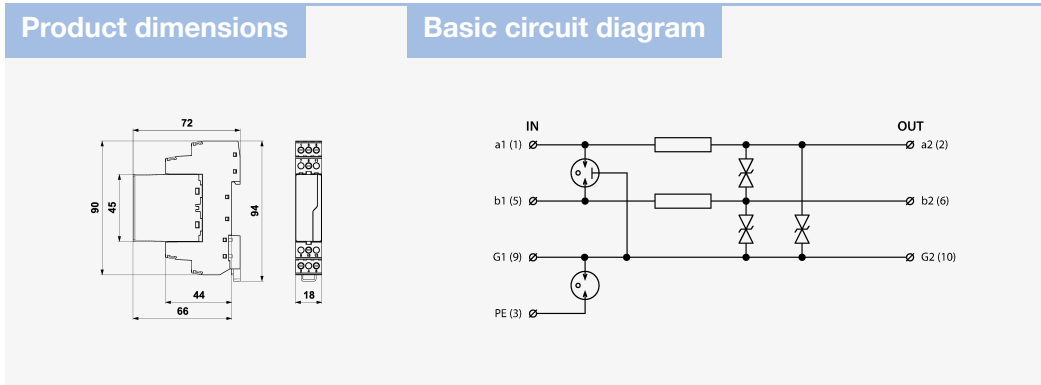 Product dimensions
Basic circuit diagram
72
90
45
94
44
66
18
IN
OUT
a1 (1)
a2 (2)
b1 (5)
b2 (6)
G1 (9)
G2 (10)
PE (3)